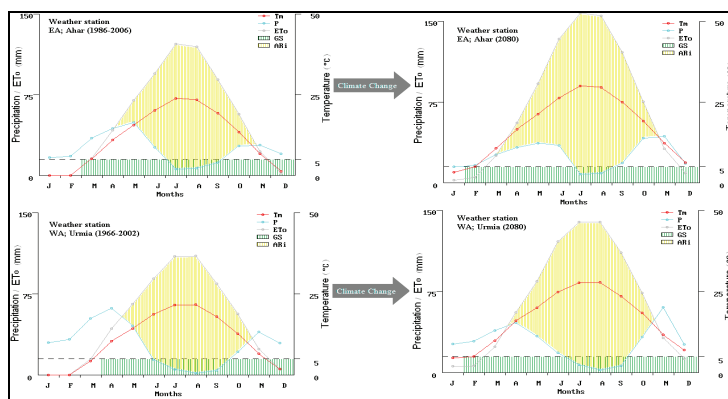 150
50
Weather station
EA; Ahar (1986-2006)
Tm
P
ETo
GS
ARi
Precipitation / ETo (mm)
75
25
Temperature (°C)
5
0
0
J F M A M J J A S O N D
Months
Climate Change
150
50
Weather station
EA; Ahar (2080)
Tm
P
ETo
GS
ARi
Precipitation / ETo (mm)
75
25
5
0
0
J F M A M J J A S O N D
Months
150
50
Weather station
WA; Urmia (1966-2002)
Tm
P
ETo
GS
ARi
Precipitation / ETo (mm)
75
25
Temperature (°C)
5
0
0
J F M A M J J A S O N D
Months
Climate Change
150
50
Weather station
WA; Urmia (2080)
Tm
P
ETo
GS
ARi
Precipitation / ETo (mm)
75
25
5
0
0
J F M A M J J A S O N D
Months